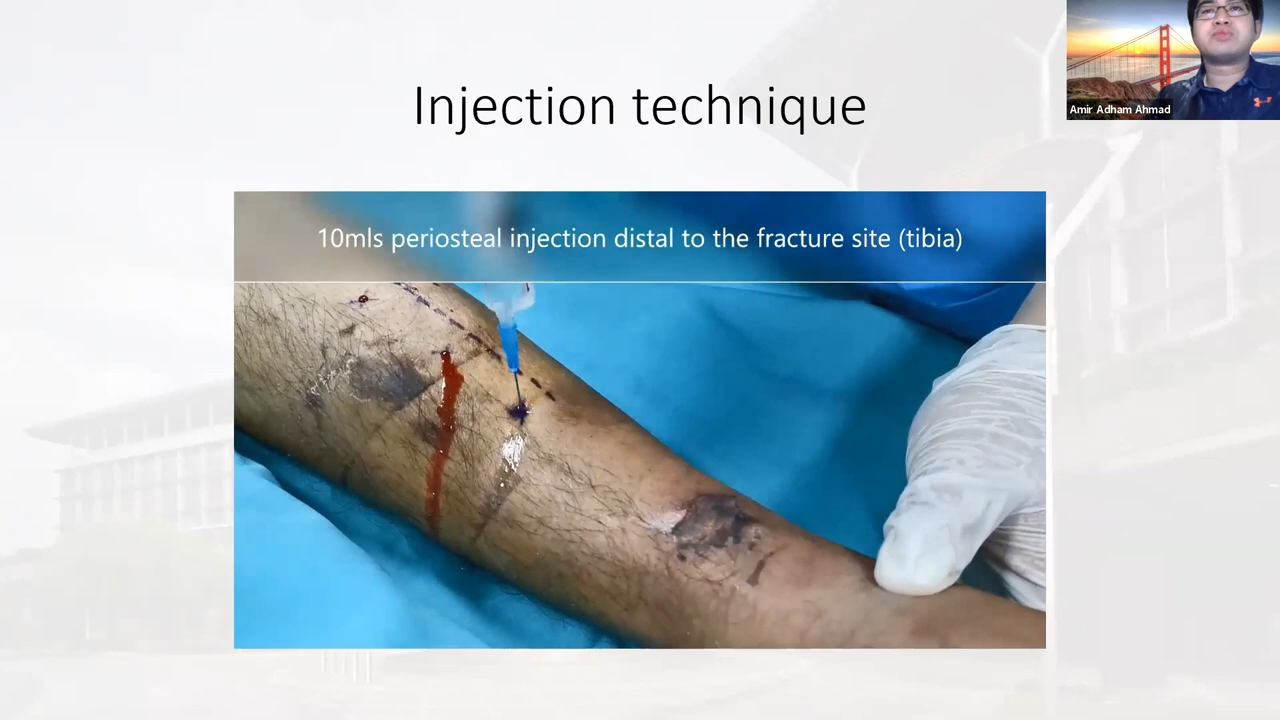 Injection technique
Amir Adham Ahmad
10mls periosteal injection distal to the fracture site (tibia)